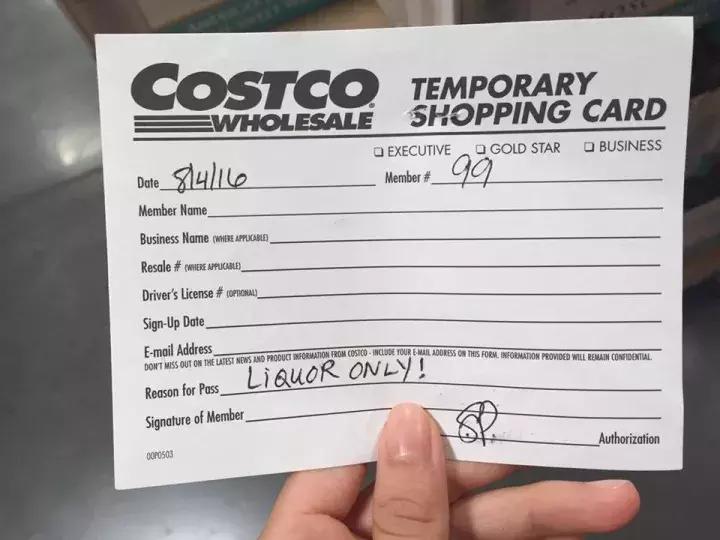 COSTCO WHOLESALE
TEMPORARY SHOPPING CARD
❑ EXECUTIVE ❑ GOLD STAR ❑ BUSINESS
Date 8/4/16 Member # 99
Member Name
Business Name (WHERE APPLICABLE)
Resale # (WHERE APPLICABLE)
Driver's License # (OPTIONAL)
Sign-Up Date
E-mail Address
DON'T MISS OUT ON THE LATEST NEWS AND PRODUCT INFORMATION FROM COSTCO - INCLUDE YOUR E-MAIL ADDRESS ON THIS FORM. INFORMATION PROVIDED WILL REMAIN CONFIDENTIAL.
Reason for Pass LIQUOR ONLY!
Signature of Member
Authorization
00P0503